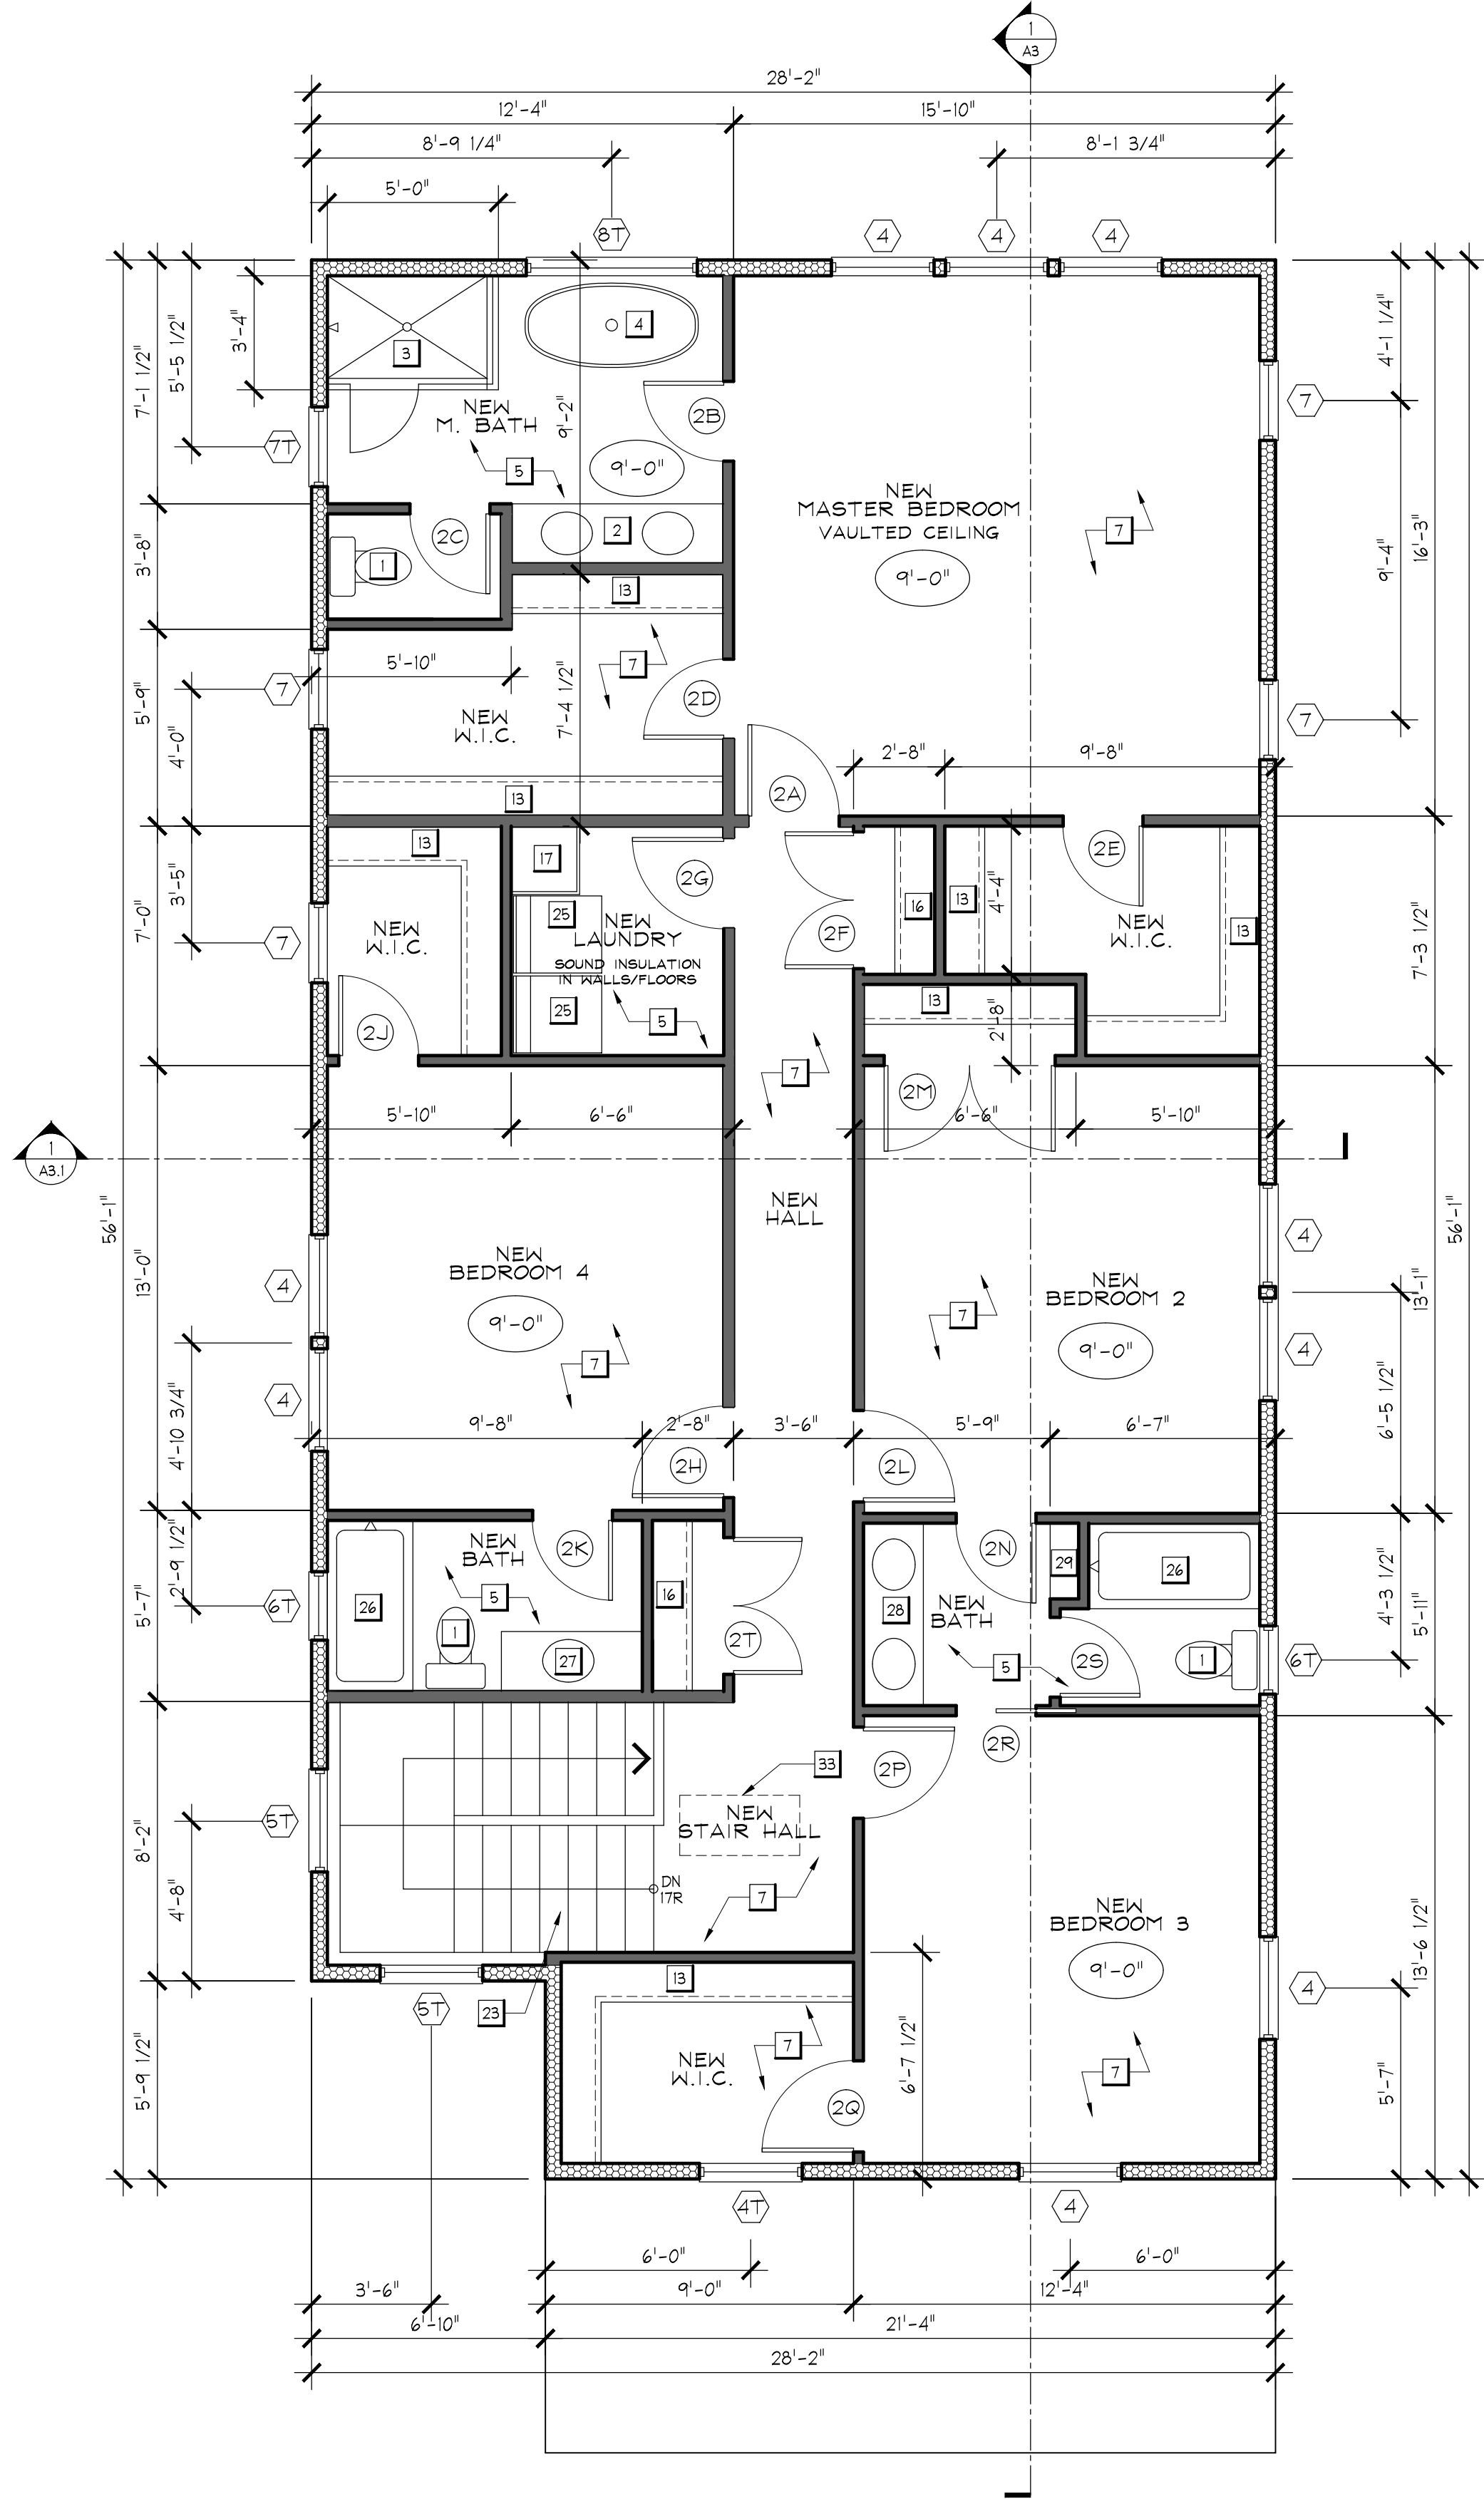 1
A3
28'-2"
12'-4"
15'-10"
8'-9 1/4"
8'-1 3/4"
5'-0"
8T
4
4
4
3'-4"
5'-5 1/2"
7'-1 1/2"
4'-1 1/4"
3
4
NEW
M. BATH
9'-2"
2B
7
7T
5
9'-0"
NEW
MASTER BEDROOM
VAULTED CEILING
9'-0"
7
9'-4"
16'-3"
3'-8"
2C
2
1
13
5'-10"
7
7
2D
NEW
W.I.C.
7'-4 1/2"
5'-9"
4'-0"
7
2'-8"
9'-8"
2A
13
13
17
2G
2E
3'-5"
7'-0"
7
NEW
W.I.C.
25
NEW
LAUNDRY
SOUND INSULATION
IN WALLS/FLOORS
25
5
2F
16
13
4'-4"
NEW
W.I.C.
13
7'-3 1/2"
13
2'-8"
2J
7
2M
5'-10"
6'-6"
6'-6"
5'-10"
1
A3.1
56'-1"
56'-1"
NEW
HALL
13'-0"
4
NEW
BEDROOM 4
9'-0"
7
NEW
BEDROOM 2
9'-0"
7
4
13'-1"
4
4
4'-10 3/4"
6'-5 1/2"
9'-8"
2'-8"
3'-6"
5'-9"
6'-7"
2H
2L
2'-9 1/2"
5'-7"
6T
NEW
BATH
2K
5
26
1
27
16
2T
28
NEW
BATH
2N
29
26
5
2S
1
6T
4'-3 1/2"
5'-11"
2R
2P
33
NEW
STAIR HALL
5T
8'-2"
4'-8"
DN
17R
7
NEW
BEDROOM 3
9'-0"
13'-6 1/2"
13
5T
23
4
7
NEW
W.I.C.
6'-7 1/2"
7
5'-9 1/2"
5'-7"
2Q
4T
4
6'-0"
6'-0"
3'-6"
9'-0"
12'-4"
6'-10"
21'-4"
28'-2"